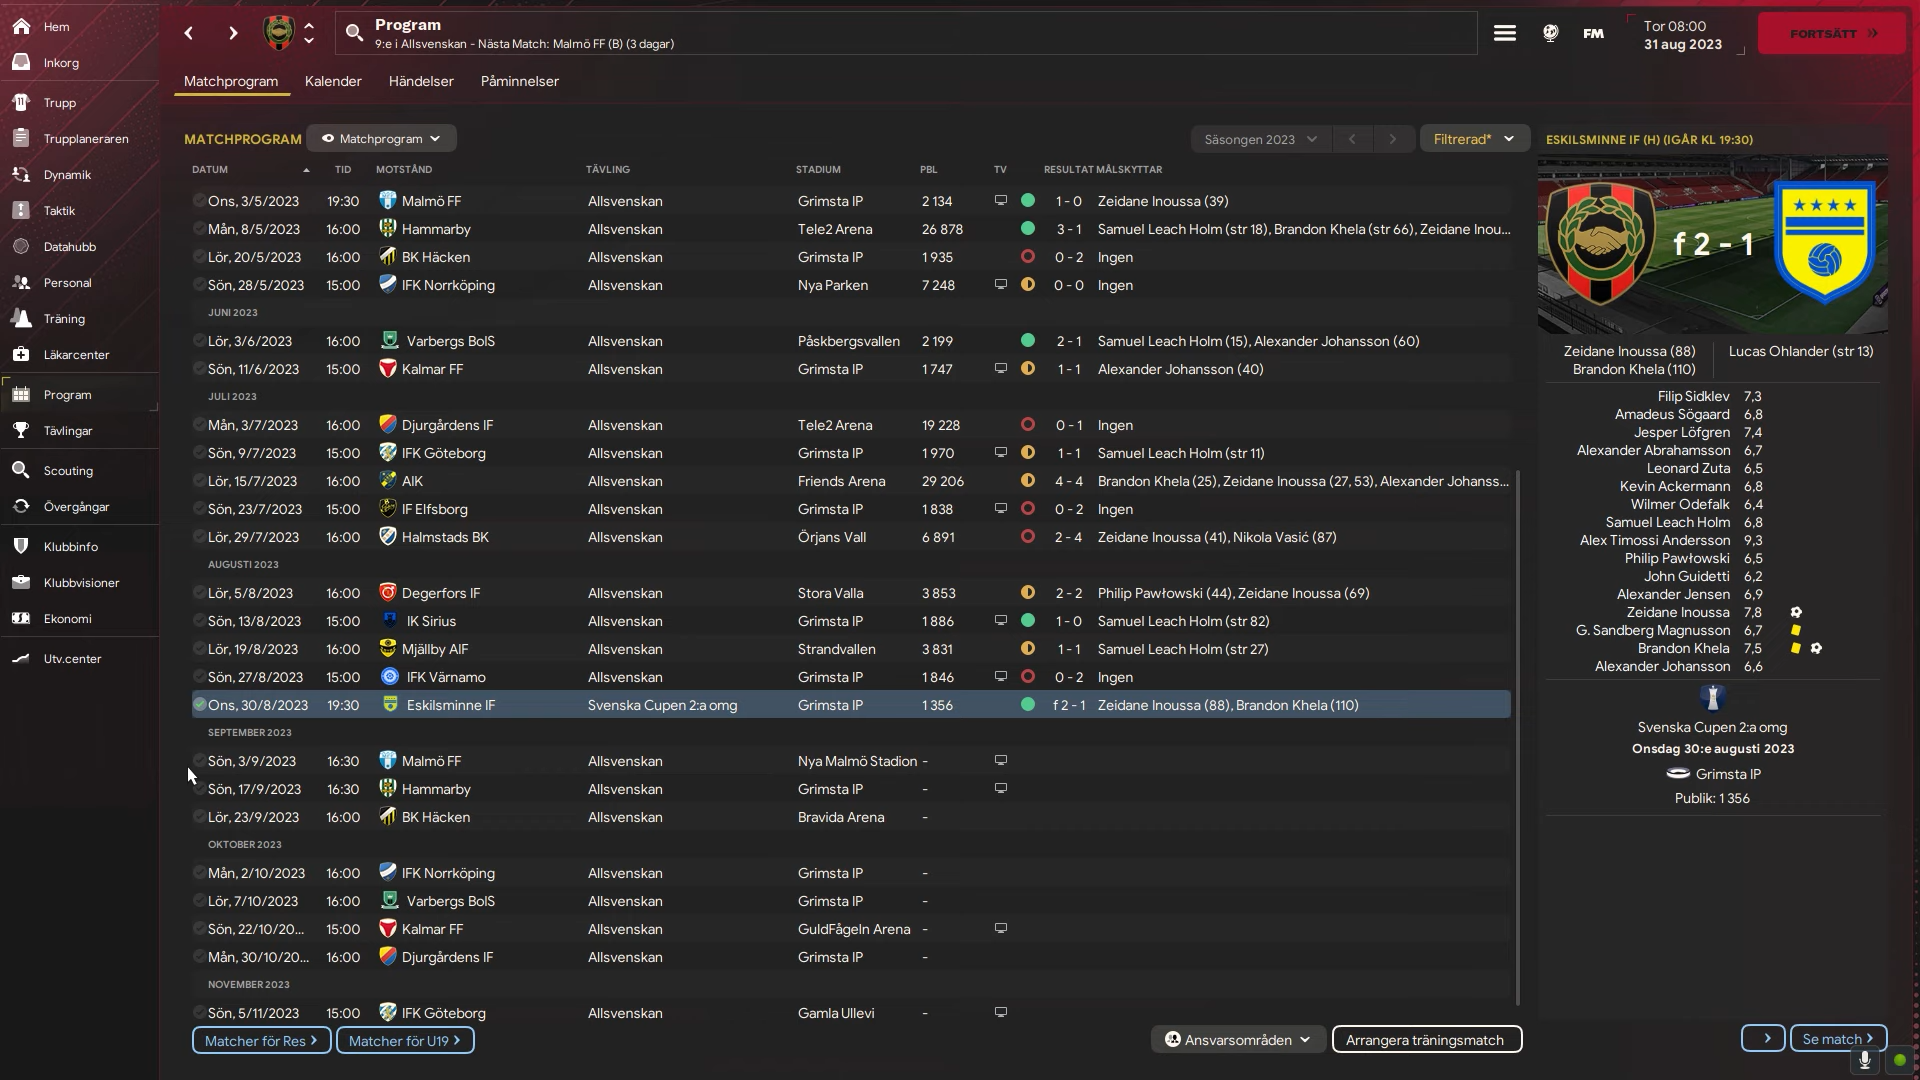 Hem
Inkorg
Trupp
Trupplaneraren
Dynamik
Taktik
Datahubb
Personal
Träning
Läkarcenter
Program
Tävlingar
Scouting
Övergångar
Klubbinfo
Klubbvisioner
Ekonomi
Utv.center
Program
9:e i Allsvenskan - Nästa Match: Malmö FF (B) (3 dagar)
FM
Tor 08:00
31 aug 2023
FORTSÄTT
Matchprogram Kalender Händelser Påminnelser
MATCHPROGRAM Matchprogram Säsongen 2023 Filtrerad*
DATUM TID MOTSTÅND TÄVLING STADIUM PBL TV RESULTAT MÅLSKYTTAR
Ons, 3/5/2023 19:30 Malmö FF Allsvenskan Grimsta IP 2 134 1 - 0 Zeidane Inoussa (39)
Mån, 8/5/2023 16:00 Hammarby Allsvenskan Tele2 Arena 26 878 3 - 1 Samuel Leach Holm (str 18), Brandon Khela (str 66), Zeidane Inou...
Lör, 20/5/2023 16:00 BK Häcken Allsvenskan Grimsta IP 1 935 0 - 2 Ingen
Sön, 28/5/2023 15:00 IFK Norrköping Allsvenskan Nya Parken 7 248 0 - 0 Ingen
JUNI 2023
Lör, 3/6/2023 16:00 Varbergs BoIS Allsvenskan Påskbergsvallen 2 199 2 - 1 Samuel Leach Holm (15), Alexander Johansson (60)
Sön, 11/6/2023 15:00 Kalmar FF Allsvenskan Grimsta IP 1 747 1 - 1 Alexander Johansson (40)
JULI 2023
Mån, 3/7/2023 16:00 Djurgårdens IF Allsvenskan Tele2 Arena 19 228 0 - 1 Ingen
Sön, 9/7/2023 15:00 IFK Göteborg Allsvenskan Grimsta IP 1 970 1 - 1 Samuel Leach Holm (str 11)
Lör, 15/7/2023 16:00 AIK Allsvenskan Friends Arena 29 206 4 - 4 Brandon Khela (25), Zeidane Inoussa (27, 53), Alexander Johanss...
Sön, 23/7/2023 15:00 IF Elfsborg Allsvenskan Grimsta IP 1 838 0 - 2 Ingen
Lör, 29/7/2023 16:00 Halmstads BK Allsvenskan Örjans Vall 6 891 2 - 4 Zeidane Inoussa (41), Nikola Vasić (87)
AUGUSTI 2023
Lör, 5/8/2023 16:00 Degerfors IF Allsvenskan Stora Valla 3 853 2 - 2 Philip Pawłowski (44), Zeidane Inoussa (69)
Sön, 13/8/2023 15:00 IK Sirius Allsvenskan Grimsta IP 1 886 1 - 0 Samuel Leach Holm (str 82)
Lör, 19/8/2023 16:00 Mjällby AIF Allsvenskan Strandvallen 3 831 1 - 1 Samuel Leach Holm (str 27)
Sön, 27/8/2023 15:00 IFK Värnamo Allsvenskan Grimsta IP 1 846 0 - 2 Ingen
Ons, 30/8/2023 19:30 Eskilsminne IF Svenska Cupen 2:a omg Grimsta IP 1 356 f 2 - 1 Zeidane Inoussa (88), Brandon Khela (110)
SEPTEMBER 2023
Sön, 3/9/2023 16:30 Malmö FF Allsvenskan Nya Malmö Stadion -
Sön, 17/9/2023 16:30 Hammarby Allsvenskan Grimsta IP -
Lör, 23/9/2023 16:00 BK Häcken Allsvenskan Bravida Arena -
OKTOBER 2023
Mån, 2/10/2023 16:00 IFK Norrköping Allsvenskan Grimsta IP -
Lör, 7/10/2023 16:00 Varbergs BoIS Allsvenskan Grimsta IP -
Sön, 22/10/20... 15:00 Kalmar FF Allsvenskan GuldFågeln Arena -
Mån, 30/10/20... 16:00 Djurgårdens IF Allsvenskan Grimsta IP -
NOVEMBER 2023
Sön, 5/11/2023 15:00 IFK Göteborg Allsvenskan Gamla Ullevi -
Matcher för Res Matcher för U19 Ansvarsområden Arrangera träningsmatch
ESKILSMINNE IF (H) (IGÅR KL 19:30)
f 2 - 1
Zeidane Inoussa (88) Lucas Ohlander (str 13)
Brandon Khela (110)
Filip Sidklev 7,3
Amadeus Sögaard 6,8
Jesper Löfgren 7,4
Alexander Abrahamsson 6,7
Leonard Zuta 6,5
Kevin Ackermann 6,8
Wilmer Odefalk 6,4
Samuel Leach Holm 6,8
Alex Timossi Andersson 9,3
Philip Pawłowski 6,5
John Guidetti 6,2
Alexander Jensen 6,9
Zeidane Inoussa 7,8
G. Sandberg Magnusson 6,7
Brandon Khela 7,5
Alexander Johansson 6,6
Svenska Cupen 2:a omg
Onsdag 30:e augusti 2023
Grimsta IP
Publik: 1 356
Se match